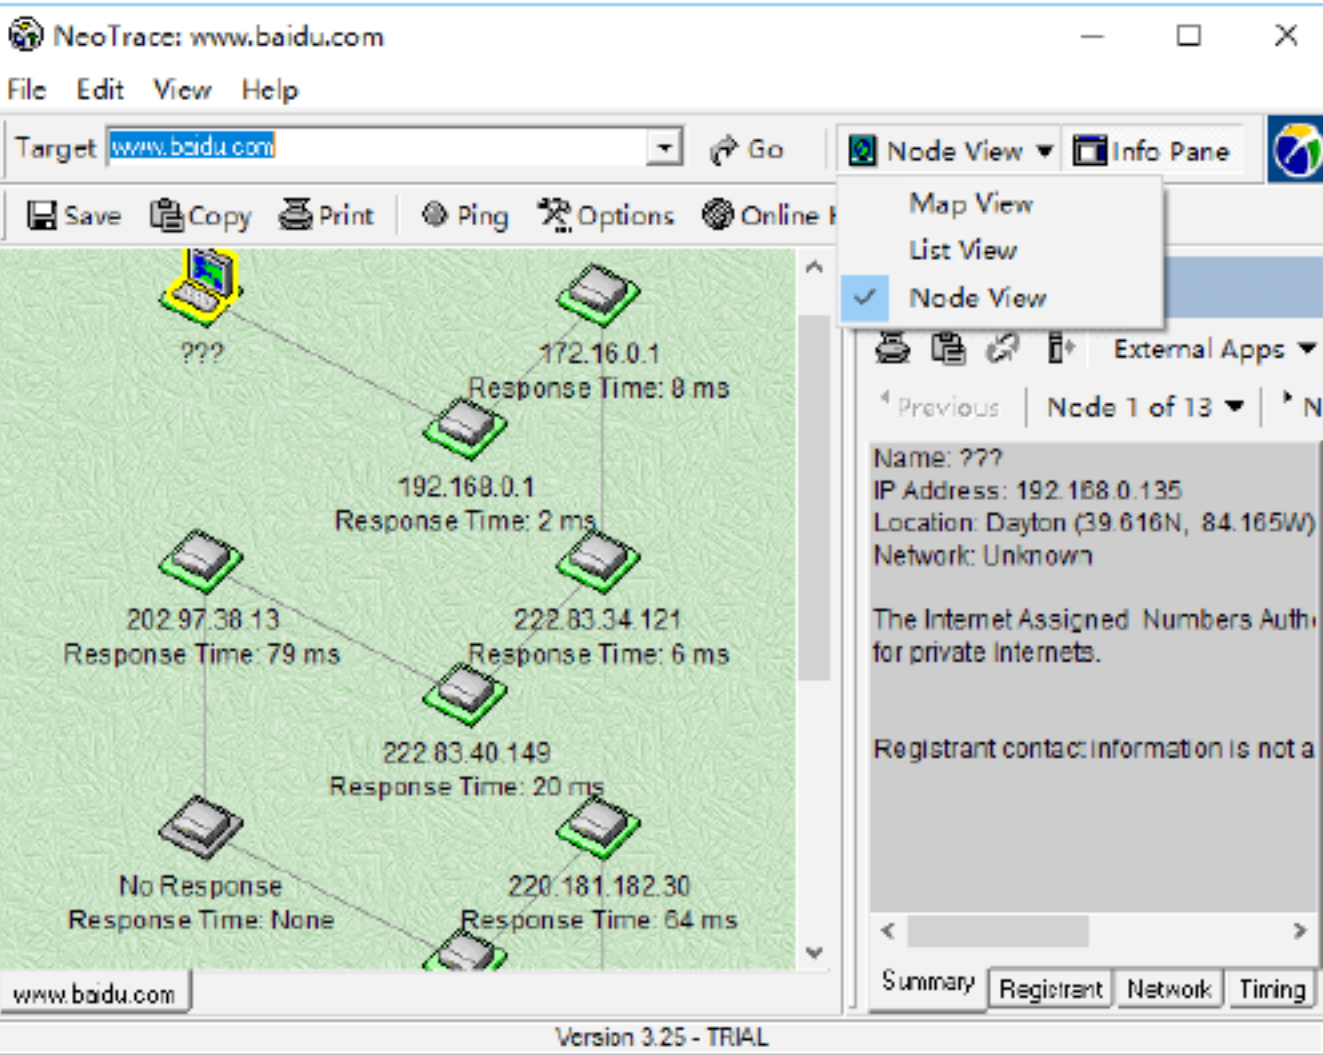 NeoTrace: www.baidu.com
File Edit View Help
Target www.baidu.com Go Node View Info Pane
Save Copy Print Ping Options Online
Map View
List View
Node View
External Apps
Previous Node 1 of 13 N
???
172.16.0.1
Response Time: 8 ms
192.168.0.1
Response Time: 2 ms
202.97.38.13
Response Time: 79 ms
222.83.34.121
Response Time: 6 ms
222.83.40.149
Response Time: 20 ms
No Response
Response Time: None
220.181.182.30
Response Time: 64 ms
Name: ???
IP Address: 192.168.0.135
Location: Dayton (39.616N, 84.165W)
Network: Unknown
The Internet Assigned Numbers Auth
for private Internets.
Registrant contact information is not a
Summary Registrant Network Timing
www.baidu.com
Version 3.25 - TRIAL